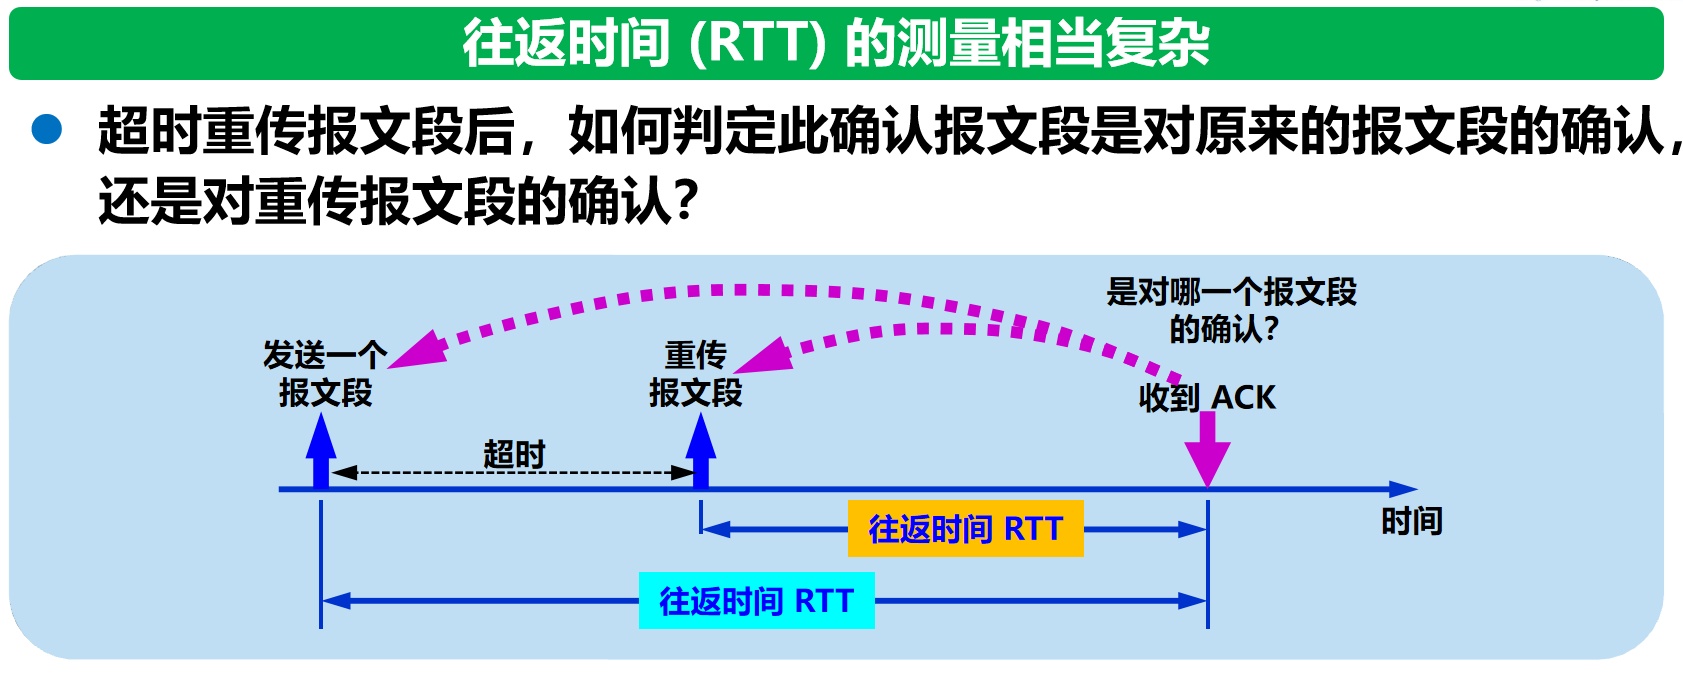 往返时间 (RTT) 的测量相当复杂
超时重传报文段后，如何判定此确认报文段是对原来的报文段的确认，
还是对重传报文段的确认？
是对哪一个报文段
的确认？
发送一个
报文段
重传
报文段
收到 ACK
超时
时间
往返时间 RTT
往返时间 RTT